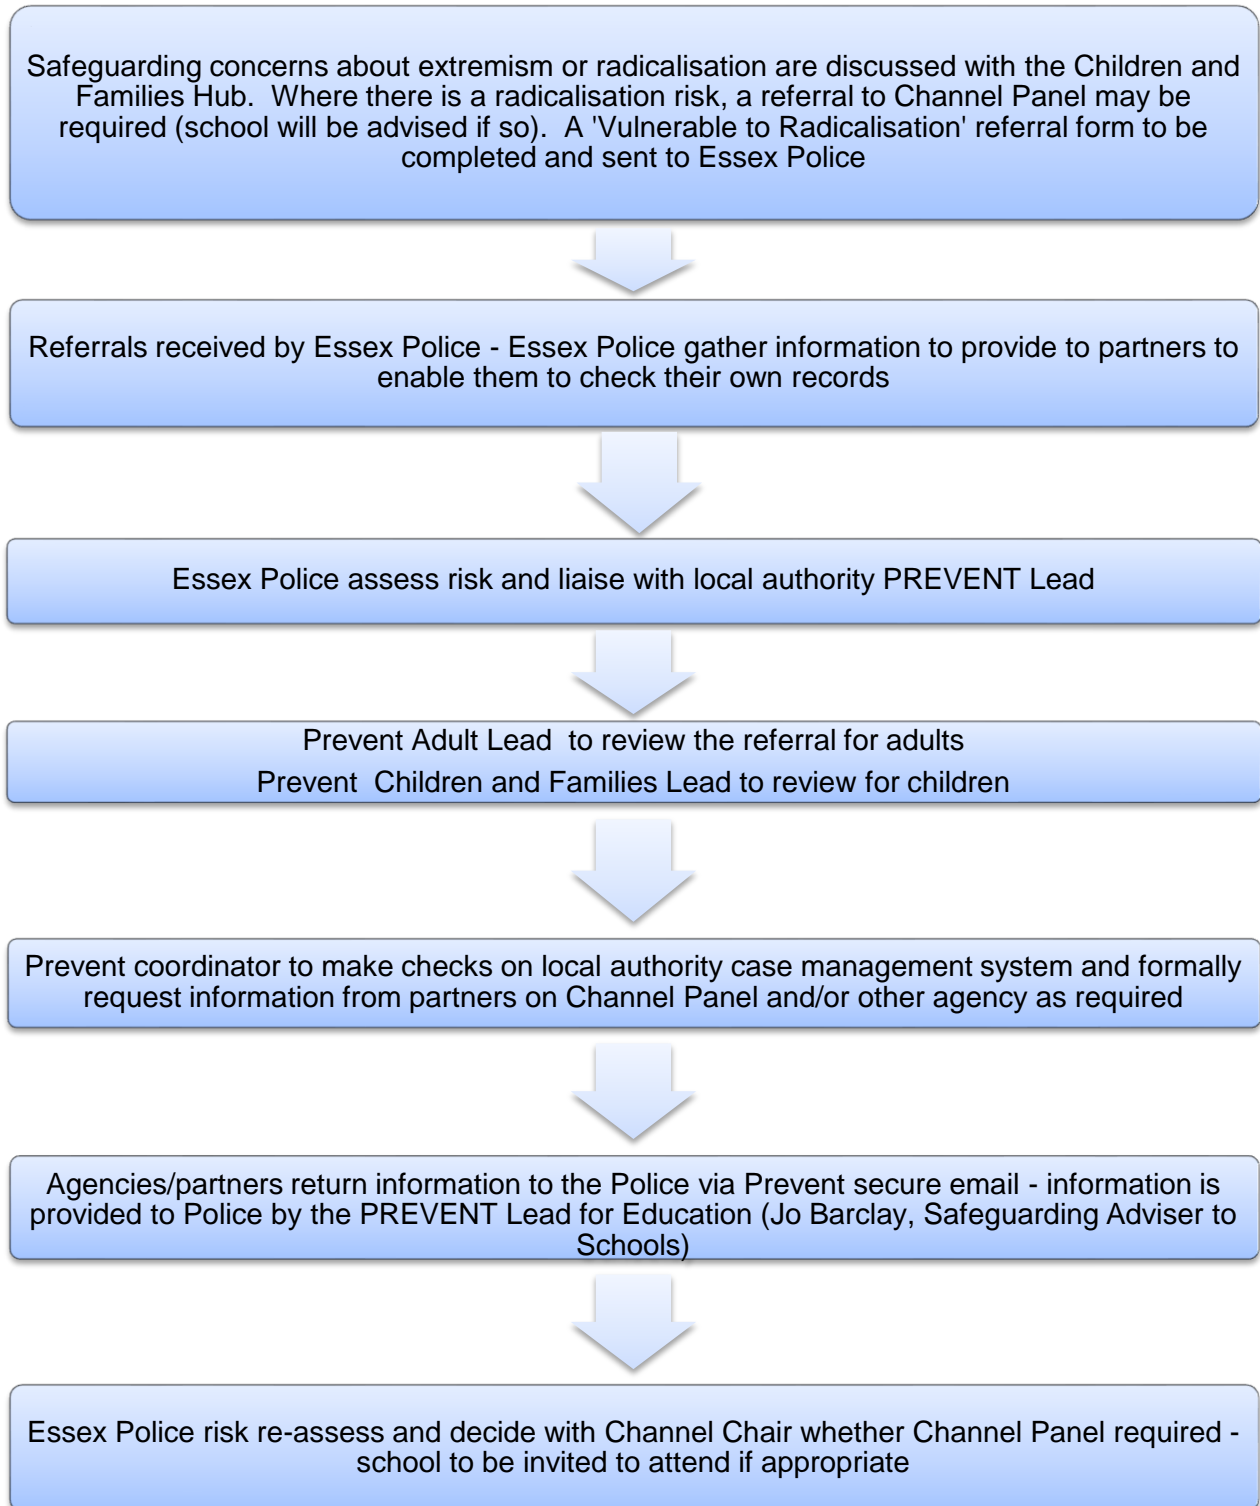 Safeguarding concerns about extremism or radicalisation are discussed with the Children and
Families Hub.  Where there is a radicalisation risk, a referral to Channel Panel may be
required (school will be advised if so).  A 'Vulnerable to Radicalisation' referral form to be
completed and sent to Essex Police
Referrals received by Essex Police - Essex Police gather information to provide to partners to
enable them to check their own records
Essex Police assess risk and liaise with local authority PREVENT Lead
Prevent Adult Lead  to review the referral for adults
Prevent  Children and Families Lead to review for children
Prevent coordinator to make checks on local authority case management system and formally
request information from partners on Channel Panel and/or other agency as required
Agencies/partners return information to the Police via Prevent secure email - information is
provided to Police by the PREVENT Lead for Education (Jo Barclay, Safeguarding Adviser to
Schools)
Essex Police risk re-assess and decide with Channel Chair whether Channel Panel required -
school to be invited to attend if appropriate